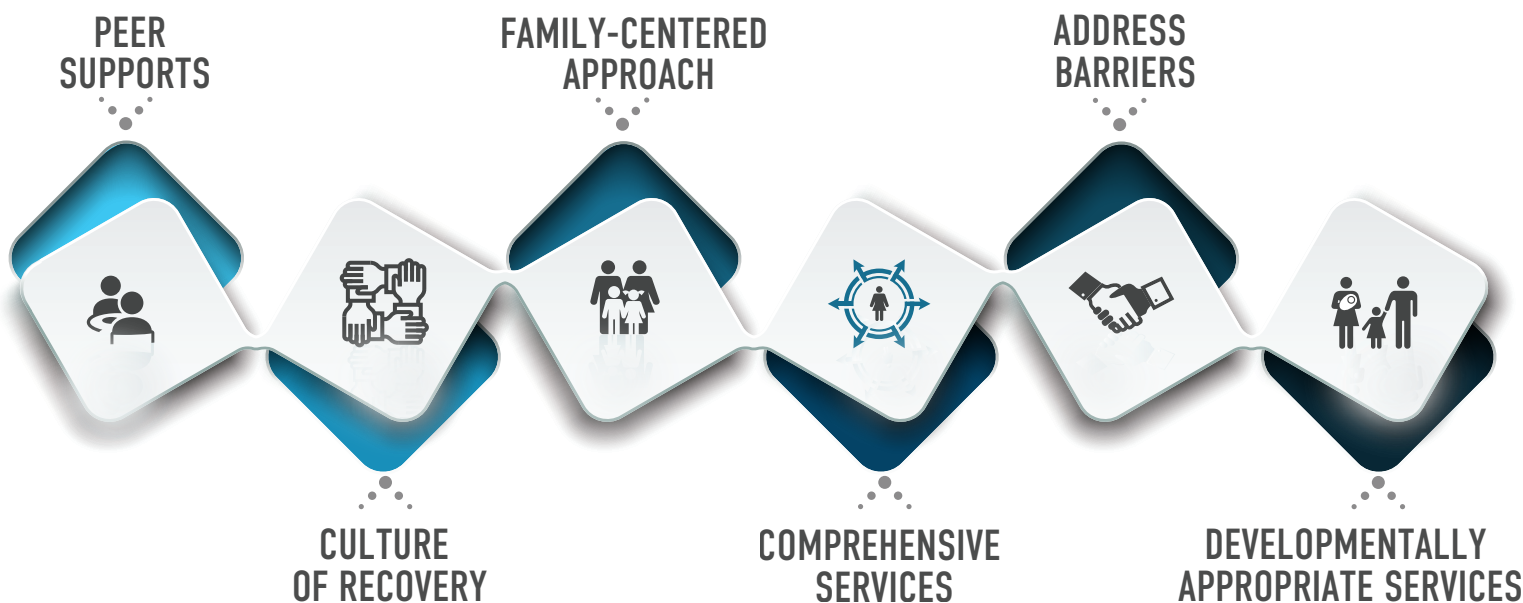 PEER
SUPPORTS
FAMILY-CENTERED
APPROACH
ADDRESS
BARRIERS
CULTURE
OF RECOVERY
COMPREHENSIVE
SERVICES
DEVELOPMENTALLY
APPROPRIATE SERVICES